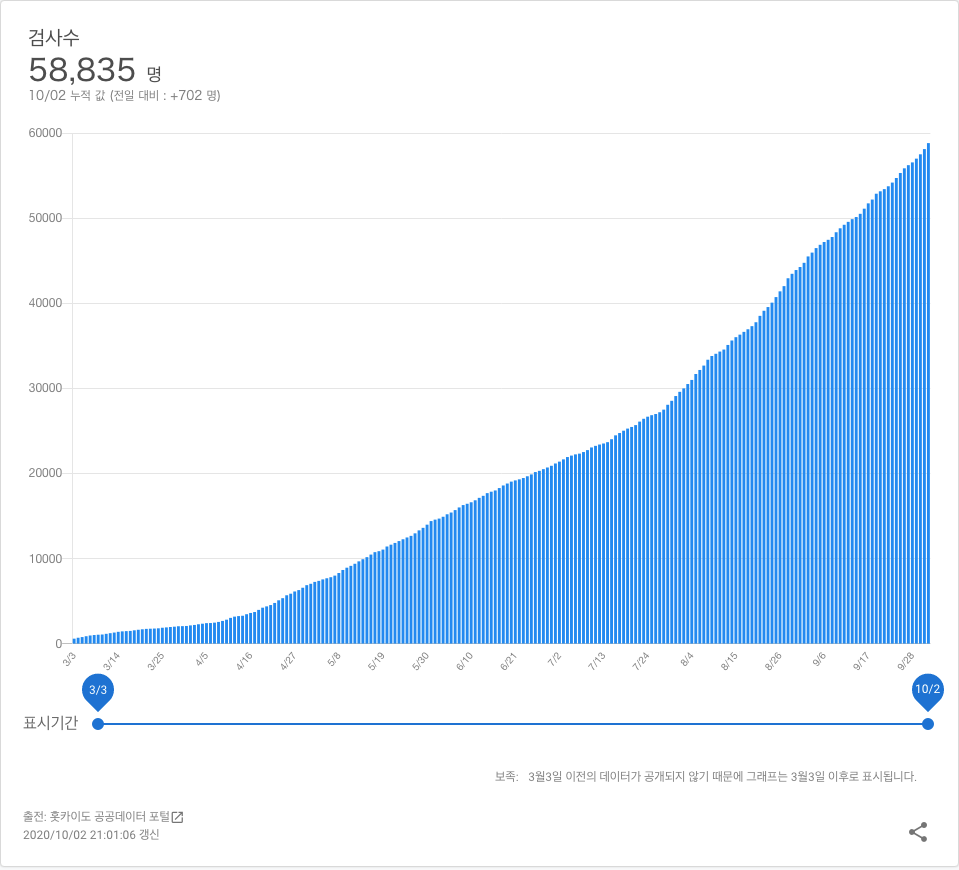 검사수
58,835 명
10/02 누적 값 (전일 대비 : +702 명)
60000
50000
40000
30000
20000
10000
0
3/3 3/14 3/25 4/5 4/16 4/27 5/8 5/19 5/30 6/10 6/21 7/2 7/13 7/24 8/4 8/15 8/26 9/6 9/17 9/28
3/3 10/2
표시기간
보족: 3월3일 이전의 데이터가 공개되지 않기 때문에 그래프는 3월3일 이후로 표시됩니다.
출전: 홋카이도 공공데이터 포털
2020/10/02 21:01:06 갱신